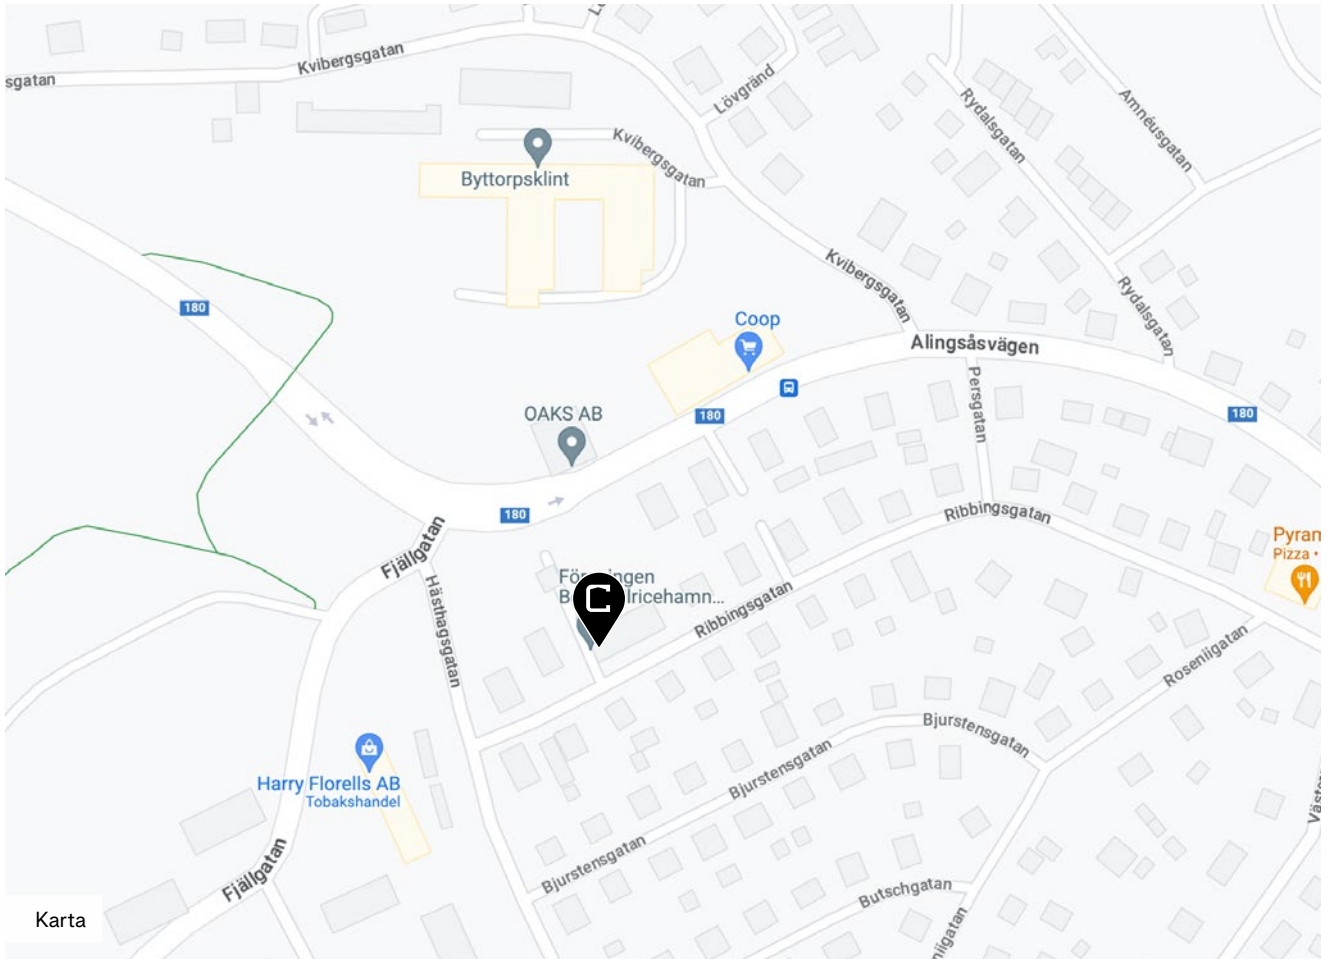 sgatan
Kvibergsgatan
Lövgränd
Kvibergsgatan
Rydalsgatan
Amnéusgatan
Byttorpsklint
Kvibergsgatan
Rydalsgatan
180
Coop
Alingsåsvägen
Persgatan
OAKS AB
180
180
180
Fjällgatan
Ribbingsgatan
Pyram
Pizza •
Hästhagsgatan
C
Ribbingsgatan
Rosenligatan
Bjurstensgatan
Bjurstensgatan
Harry Florells AB
Tobakshandel
Bjurstensgatan
Fjällgatan
Butschgatan
Karta